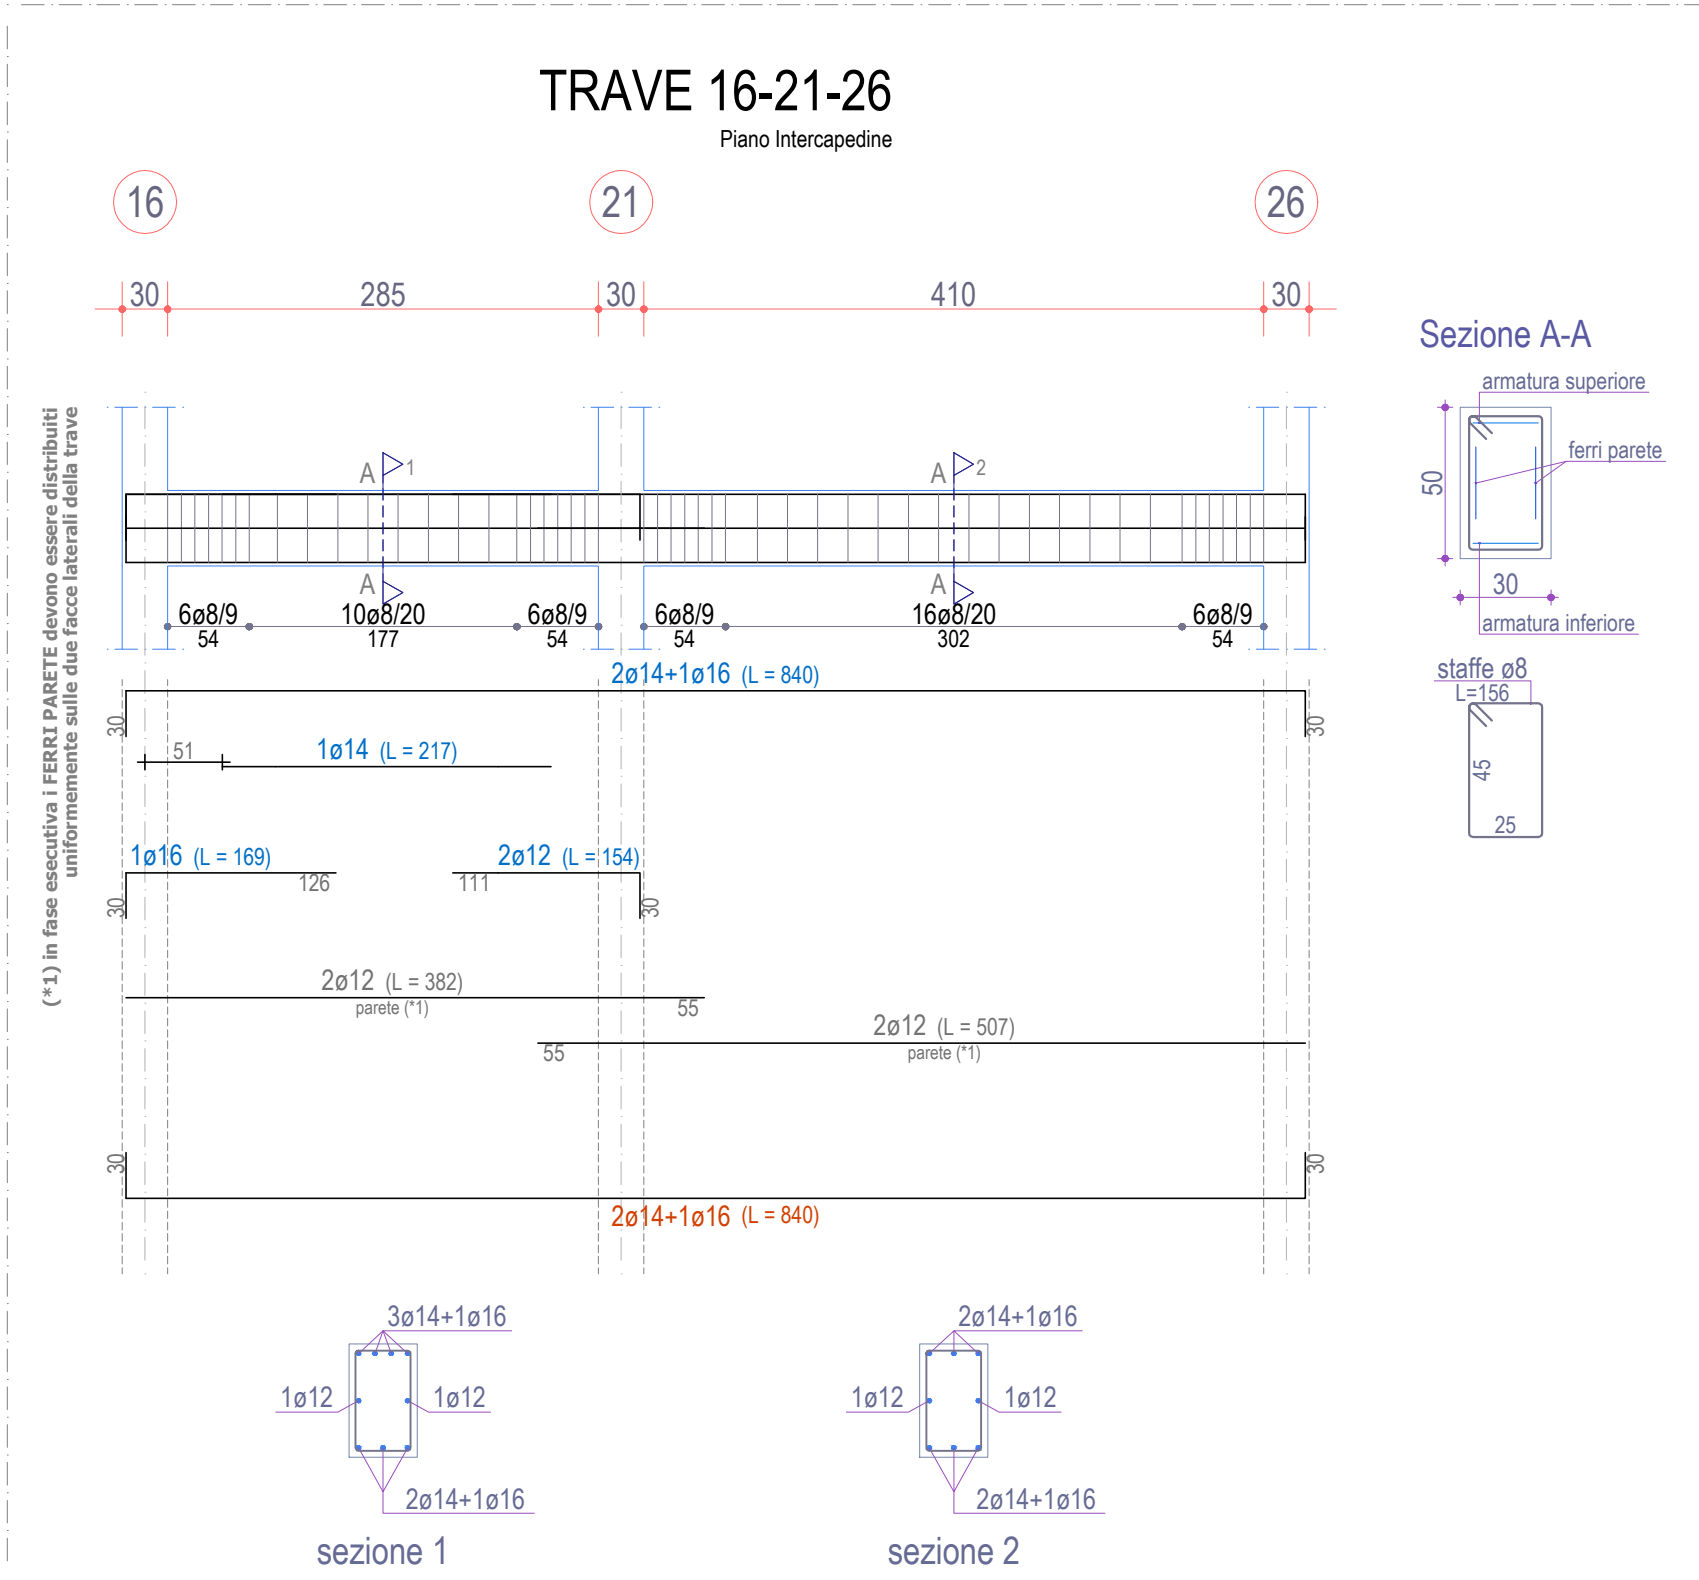 TRAVE 16-21-26
Piano Intercapedine
16 21 26
30 285 30 410 30
Sezione A-A
armatura superiore
ferri parete
50
30
armatura inferiore
staffe ø8
L=156
45
25
(*1) in fase esecutiva i FERRI PARETE devono essere distribuiti
uniformemente sulle due facce laterali della trave
A 1 A 2
A A
6ø8/9 10ø8/20 6ø8/9 6ø8/9 16ø8/20 6ø8/9
54 177 54 54 302 54
2ø14+1ø16 (L = 840)
30 30
51 1ø14 (L = 217)
1ø16 (L = 169) 2ø12 (L = 154)
126 111
30 30
2ø12 (L = 382)
parete (*1) 55
2ø12 (L = 507)
55 parete (*1)
30 30
2ø14+1ø16 (L = 840)
3ø14+1ø16 2ø14+1ø16
1ø12 1ø12 1ø12 1ø12
2ø14+1ø16 2ø14+1ø16
sezione 1 sezione 2